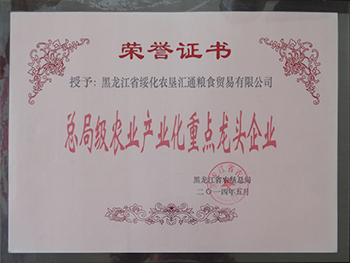 荣誉证书
授予：黑龙江省绥化农垦汇通粮食贸易有限公司
总局级农业产业化重点龙头企业
黑龙江省农垦总局
二〇一四年五月